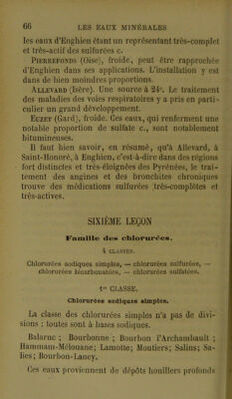 66 LES EAUX MINÉRALES
les eaux d'Enghien étant un représentant très-complet
et très-actif des sulfurées c.
PIERREFONDS (Oise), froide, peut être rapprochée
d'Enghien dans ses applications. L'installation y est
dans de bien moindres proportions.
ALLEVARD (Isère). Une source à 24°. Le traitement
des maladies des voies respiratoires y a pris en parti-
culier un grand développement.
EUZET (Gard), froide. Ces eaux, qui renferment une
notable proportion de sulfate c., sont notablement
bitumineuses.
Il faut bien savoir, en résumé, qu'à Allevard, à
Saint-Honoré, à Enghien, c'est-à-dire dans des régions
fort distinctes et très-éloignées des Pyrénées, le trai-
tement des angines et des bronchites chroniques
trouve des médications sulfurées très-complètes et
très-actives.
SIXIÈME LEÇON
Famille des chlorurées.
4 CLASSES.
Chlorurées sodiques simples, — chlorurées sulfurées, —
chlorurées bicarbonatées, — chlorurées sulfatées.
1re CLASSE.
Chlorurées sodiques simples.
La classe des chlorurées simples n'a pas de divi-
sions : toutes sont à bases sodiques.
Balaruc ; Bourbonne ; Bourbon l'Archambault ;
Hammam-Mélouane; Lamotte; Moutiers; Salins; Sa-
lies; Bourbon-Lancy.
Ces eaux proviennent de dépôts houillers profonds